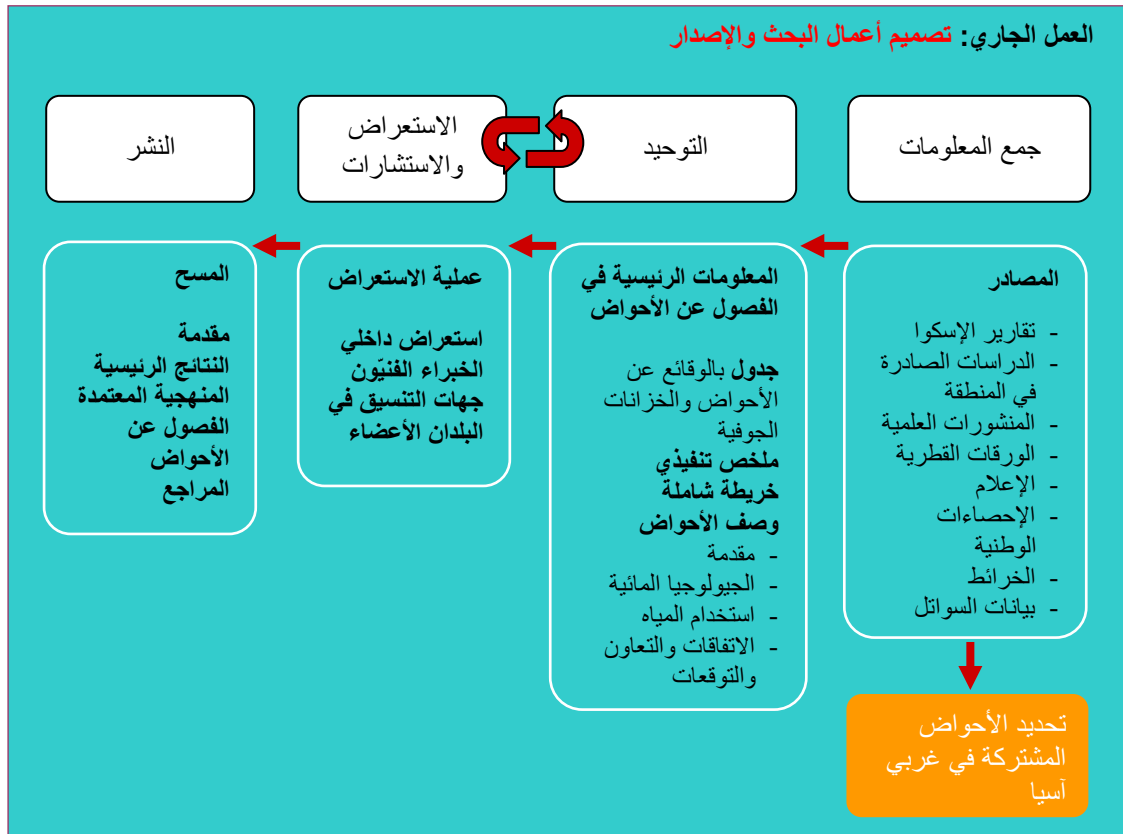 العمل الجاري: تصميم أعمال البحث والإصدار
جمع المعلومات
التوحيد
الاستعراض
والاستشارات
النشر
المصادر
- تقارير الإسكوا
- الدراسات الصادرة
في المنطقة
- المنشورات العلمية
- الورقات القطرية
- الإعلام
- الإحصاءات
الوطنية
- الخرائط
- بيانات السواتل
تحديد الأحواض
المشتركة في غربي
آسيا
المعلومات الرئيسية في
الفصول عن الأحواض
جدول بالوقائع عن
الأحواض والخزانات
الجوفية
ملخص تنفيذي
خريطة شاملة
وصف الأحواض
- مقدمة
- الجيولوجيا المائية
- استخدام المياه
- الاتفاقات والتعاون
والتوقعات
عملية الاستعراض
استعراض داخلي
الخبراء الفنيّون
جهات التنسيق في
البلدان الأعضاء
المسح
مقدمة
النتائج الرئيسية
المنهجية المعتمدة
الفصول عن
الأحواض
المراجع